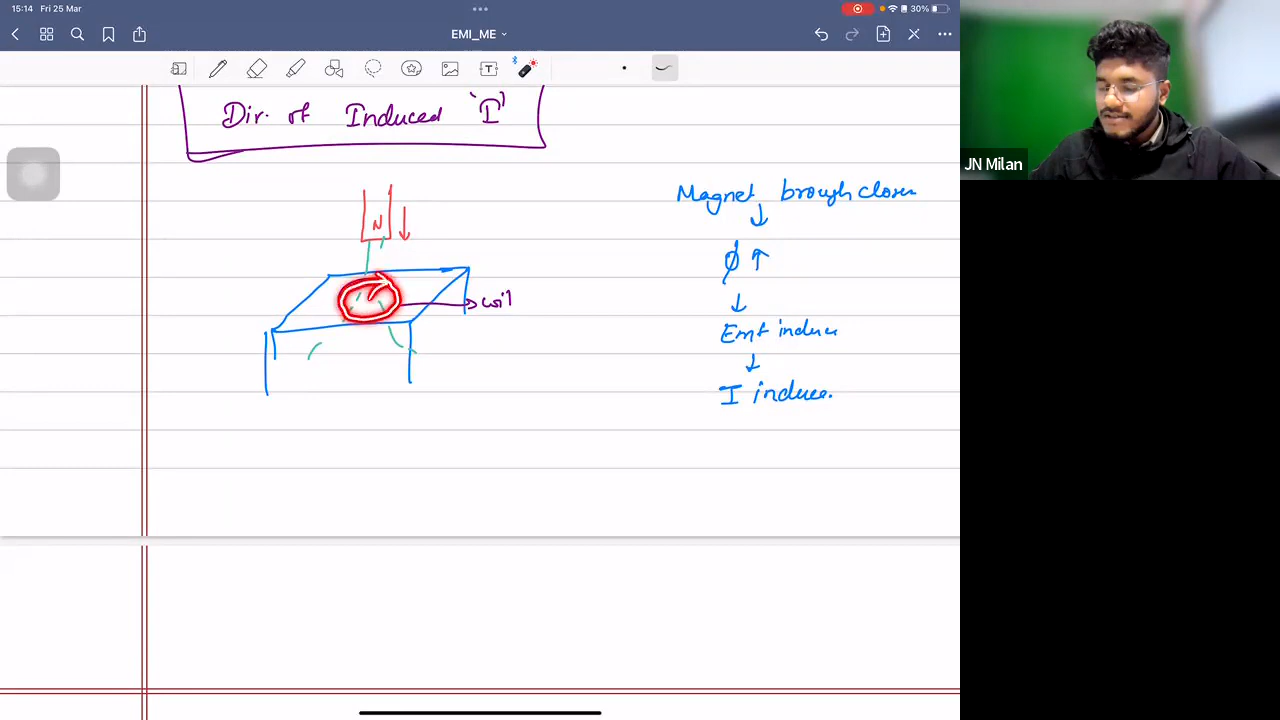 15:14 Fri 25 Mar
30%
EMI_ME
T
Dir. of Induced 'I'
N
coil
Magnet brough closer
ϕ ↑
Emf induce
I induce.
JN Milan